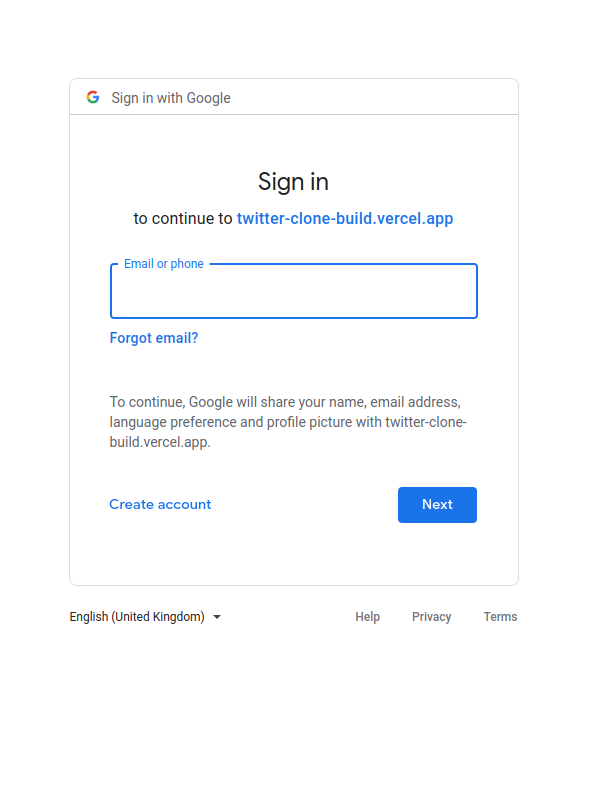 Sign in with Google
Sign in
to continue to twitter-clone-build.vercel.app
Email or phone
Forgot email?
To continue, Google will share your name, email address,
language preference and profile picture with twitter-clone-
build.vercel.app.
Create account
Next
English (United Kingdom)
Help
Privacy
Terms